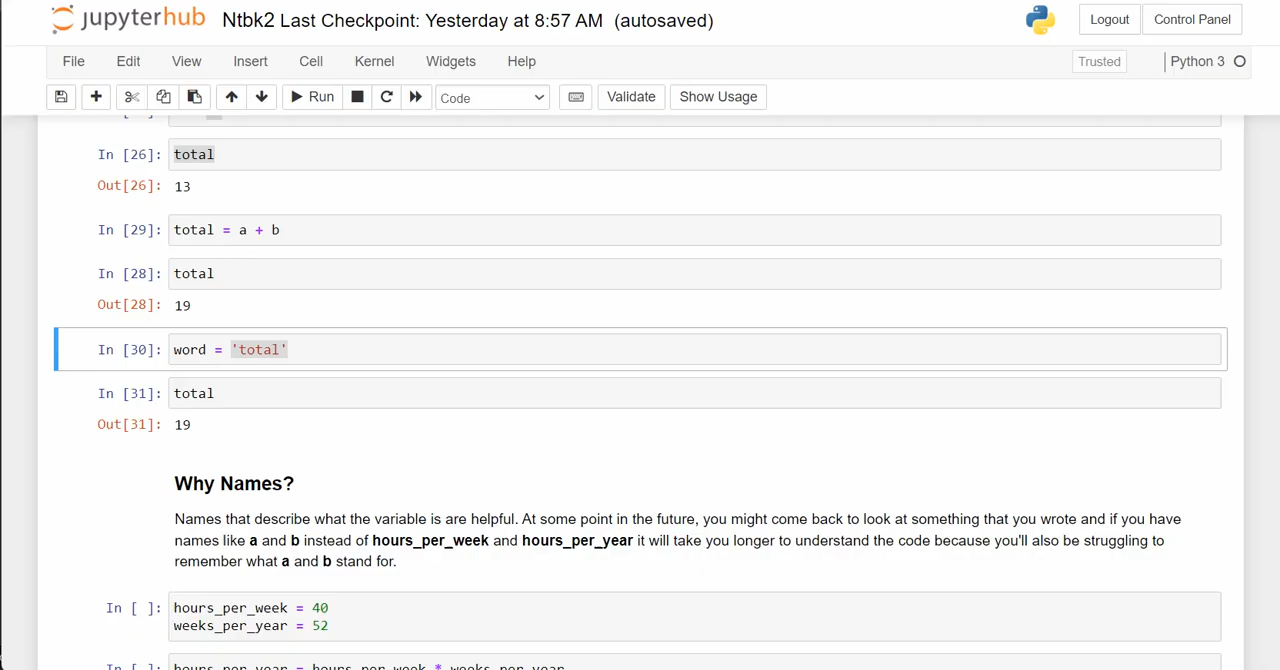 jupyterhub Ntbk2 Last Checkpoint: Yesterday at 8:57 AM (autosaved) Logout Control Panel
File Edit View Insert Cell Kernel Widgets Help Trusted Python 3
Run Code Validate Show Usage
In [26]: total
Out[26]: 13
In [29]: total = a + b
In [28]: total
Out[28]: 19
In [30]: word = 'total'
In [31]: total
Out[31]: 19
Why Names?
Names that describe what the variable is are helpful. At some point in the future, you might come back to look at something that you wrote and if you have
names like a and b instead of hours_per_week and hours_per_year it will take you longer to understand the code because you'll also be struggling to
remember what a and b stand for.
In [ ]: hours_per_week = 40
weeks_per_year = 52
In [ ]: hours_per_year = hours_per_week * weeks_per_year